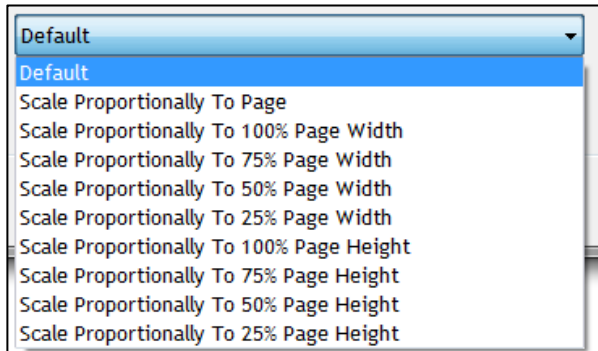 Default
Default
Scale Proportionally To Page
Scale Proportionally To 100% Page Width
Scale Proportionally To 75% Page Width
Scale Proportionally To 50% Page Width
Scale Proportionally To 25% Page Width
Scale Proportionally To 100% Page Height
Scale Proportionally To 75% Page Height
Scale Proportionally To 50% Page Height
Scale Proportionally To 25% Page Height